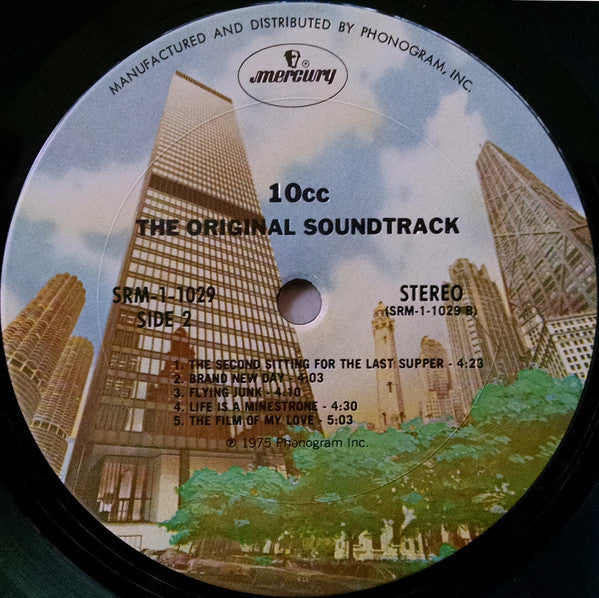 MANUFACTURED AND DISTRIBUTED BY PHONOGRAM, INC.
mercury
10cc
THE ORIGINAL SOUNDTRACK
SRM-1-1029
SIDE 2
STEREO
(SRM-1-1029 B)
1. THE SECOND SITTING FOR THE LAST SUPPER - 4:23
2. BRAND NEW DAY - 4:03
3. FLYING JUNK - 4:10
4. LIFE IS A MINESTRONE - 4:30
5. THE FILM OF MY LOVE - 5:03
℗ 1975 Phonogram Inc.